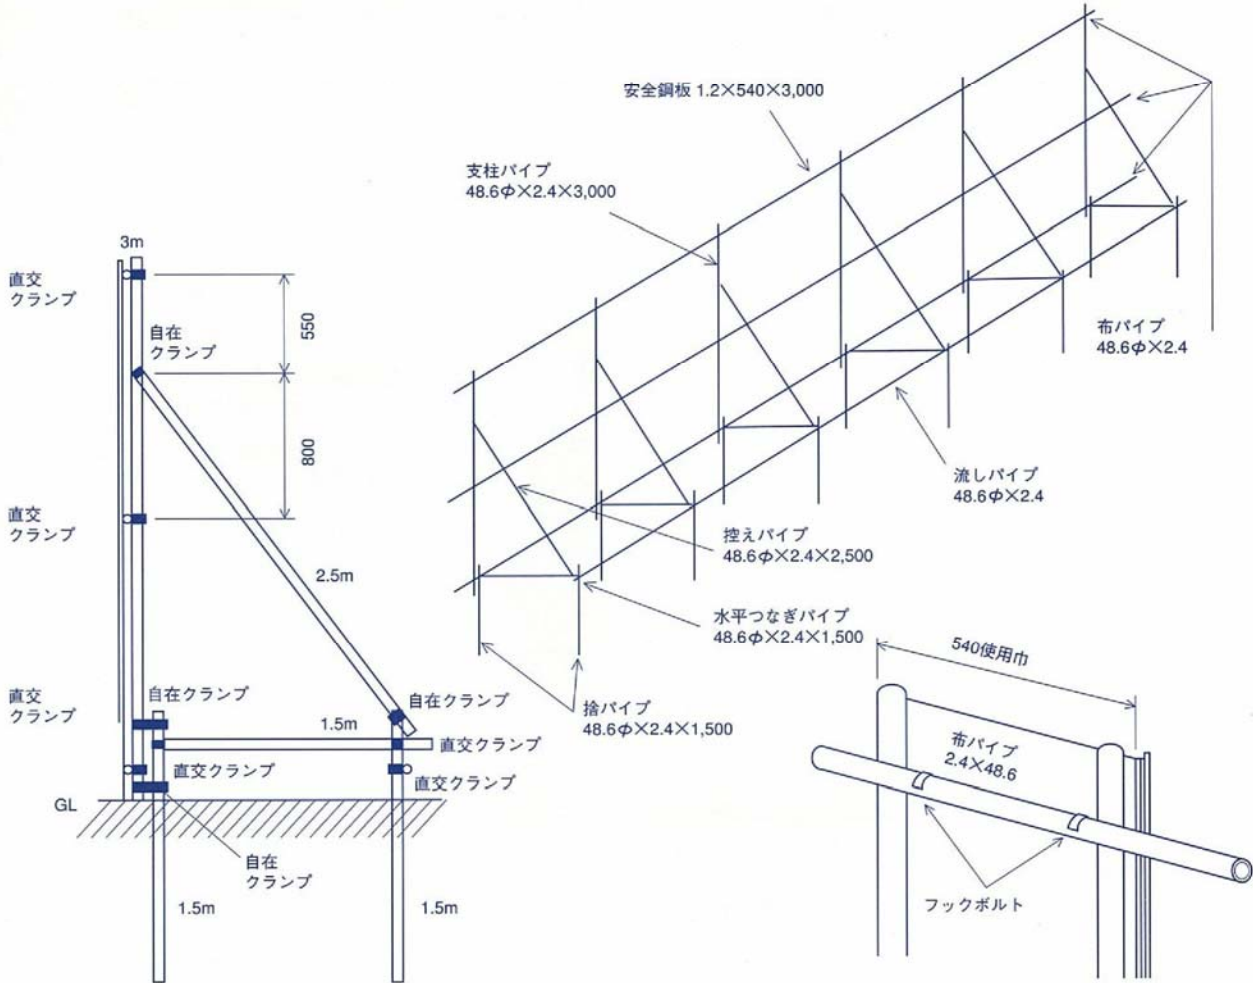 3m
直交
クランプ
自在
クランプ
550
800
直交
クランプ
2.5m
直交
クランプ
自在クランプ
自在クランプ
1.5m
直交クランプ
直交クランプ
直交クランプ
GL
自在
クランプ
1.5m
1.5m
安全鋼板 1.2×540×3,000
支柱パイプ
48.6φ×2.4×3,000
布パイプ
48.6φ×2.4
流しパイプ
48.6φ×2.4
控えパイプ
48.6φ×2.4×2,500
水平つなぎパイプ
48.6φ×2.4×1,500
捨パイプ
48.6φ×2.4×1,500
540使用巾
布パイプ
2.4×48.6
フックボルト